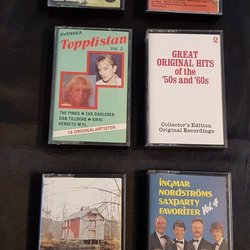 SVENSKA
Topplistan
Vol. 2
THE PINKS • EVA DAHLGREN
DAN TILLBERG • KIKKI
HERREYS M.FL.
14 ORIGINALARTISTER
2
GREAT
ORIGINAL HITS
of the
'50s and '60s
Collector's Edition
Original Recordings
INGMAR
NORDSTRÖMS
SAXPARTY
FAVORITER
Vol. 4